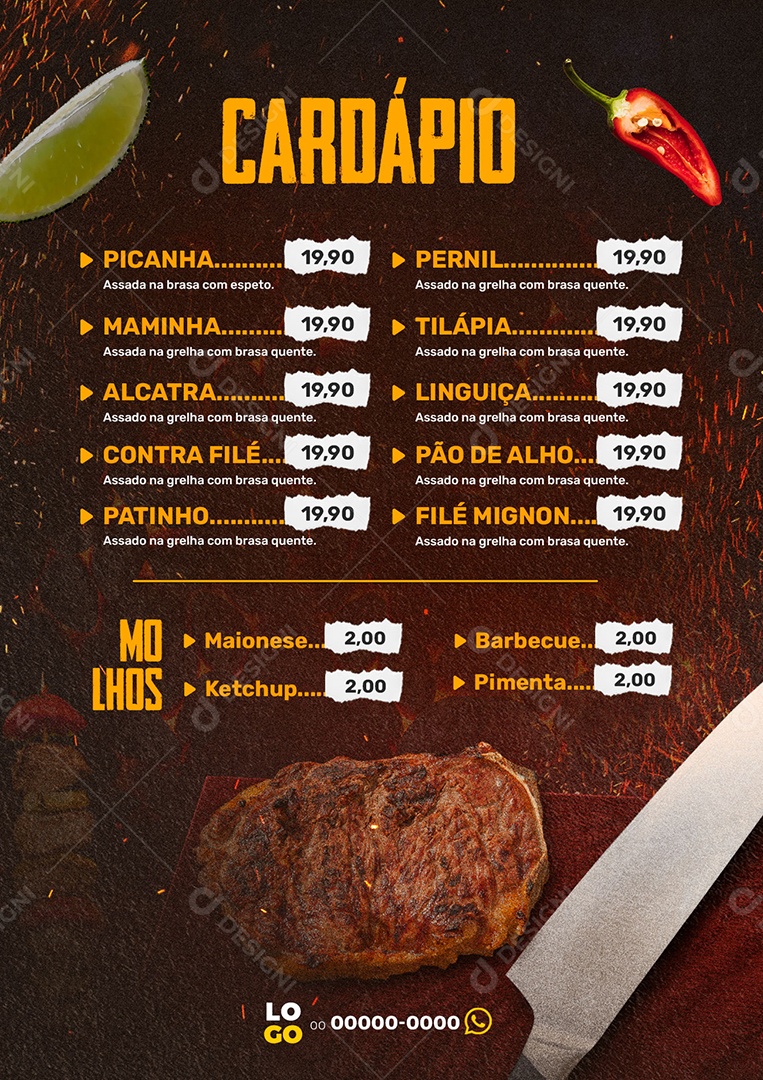 CARDÁPIO
PICANHA.......... 19,90
Assada na brasa com espeto.
MAMINHA......... 19,90
Assada na grelha com brasa quente.
ALCATRA.......... 19,90
Assado na grelha com brasa quente.
CONTRA FILÉ.... 19,90
Assado na grelha com brasa quente.
PATINHO........... 19,90
Assado na grelha com brasa quente.
PERNIL............. 19,90
Assado na grelha com brasa quente.
TILÁPIA............ 19,90
Assado na grelha com brasa quente.
LINGUIÇA......... 19,90
Assado na grelha com brasa quente.
PÃO DE ALHO... 19,90
Assado na grelha com brasa quente.
FILÉ MIGNON.... 19,90
Assado na grelha com brasa quente.
MO
LHOS
Maionese... 2,00
Ketchup..... 2,00
Barbecue.. 2,00
Pimenta..... 2,00
LO
GO
00 00000-0000
DESIGNI